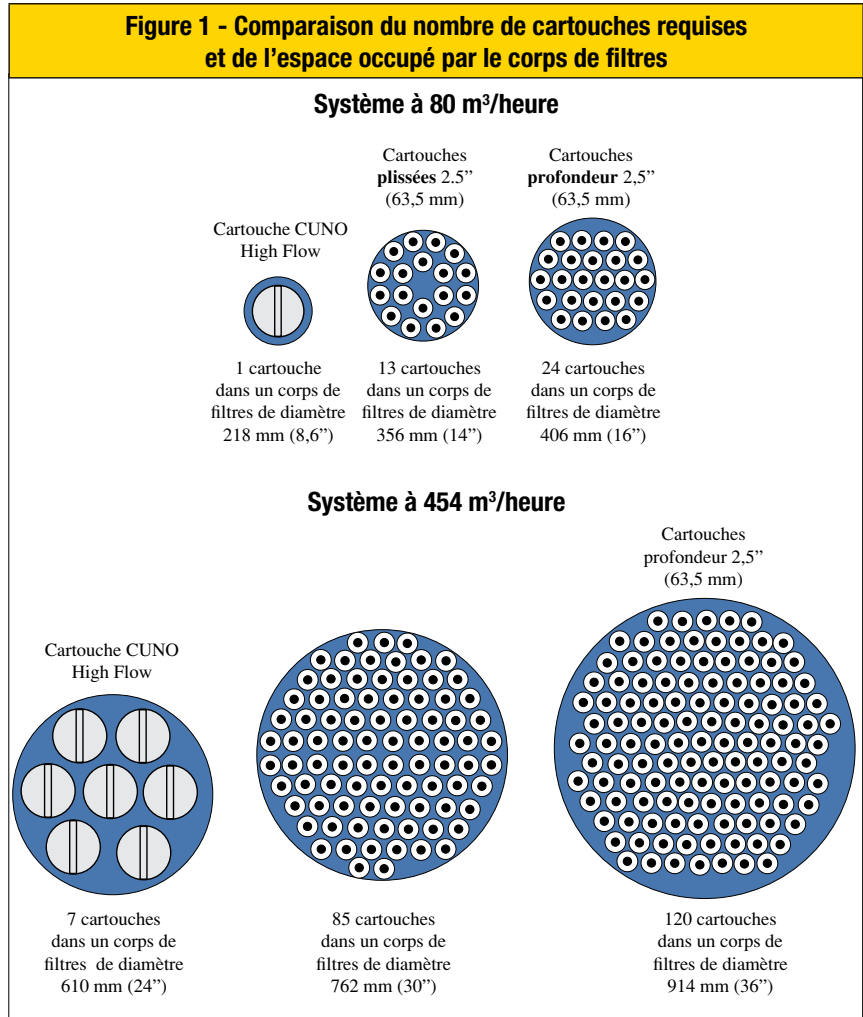 Figure 1 - Comparaison du nombre de cartouches requises
et de l'espace occupé par le corps de filtres
Système à 80 m³/heure
Cartouche CUNO
High Flow
1 cartouche
dans un corps de
filtres de diamètre
218 mm (8,6”)
Cartouches
plissées 2.5”
(63,5 mm)
13 cartouches
dans un corps de
filtres de diamètre
356 mm (14”)
Cartouches
profondeur 2,5”
(63,5 mm)
24 cartouches
dans un corps de
filtres de diamètre
406 mm (16”)
Système à 454 m³/heure
Cartouche CUNO
High Flow
7 cartouches
dans un corps de
filtres de diamètre
610 mm (24”)
85 cartouches
dans un corps de
filtres de diamètre
762 mm (30”)
Cartouches
profondeur 2,5”
(63,5 mm)
120 cartouches
dans un corps de
filtres de diamètre
914 mm (36”)